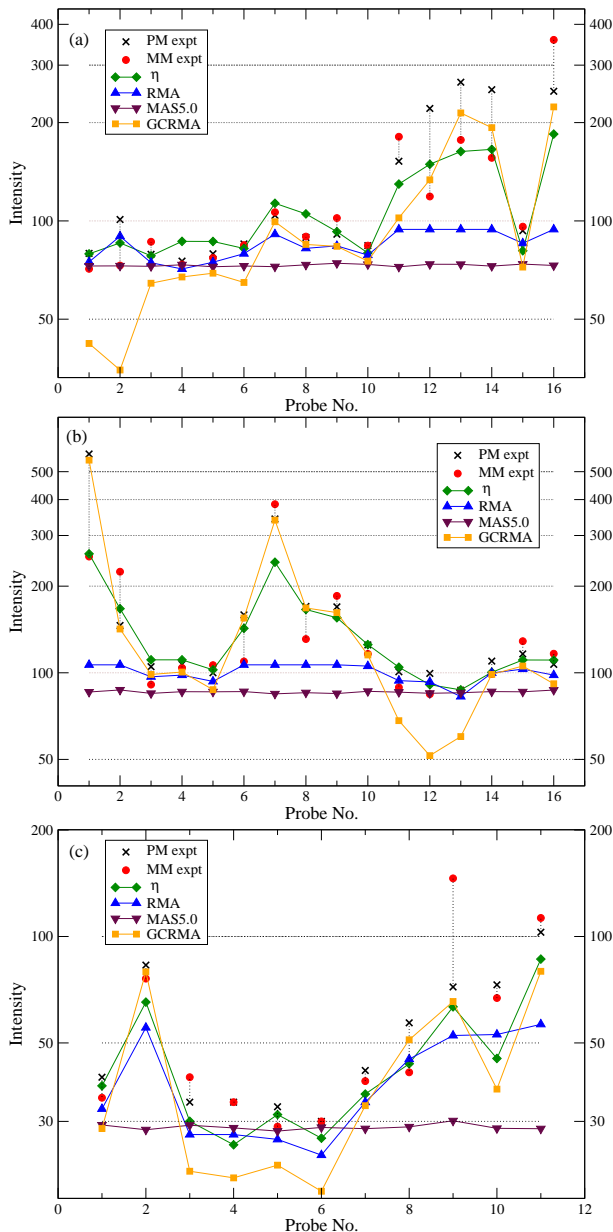 (a)
PM expt
MM expt
η
RMA
MAS5.0
GCRMA
400 400
300 300
200 200
100 100
50 50
Intensity
0 2 4 6 8 10 12 14 16
Probe No.
(b)
PM expt
MM expt
η
RMA
MAS5.0
GCRMA
500 500
400 400
300 300
200 200
100 100
50 50
Intensity
0 2 4 6 8 10 12 14 16
Probe No.
200 200
(c)
PM expt
MM expt
η
RMA
MAS5.0
GCRMA
100 100
50 50
30 30
Intensity
0 2 4 6 8 10 12
Probe No.